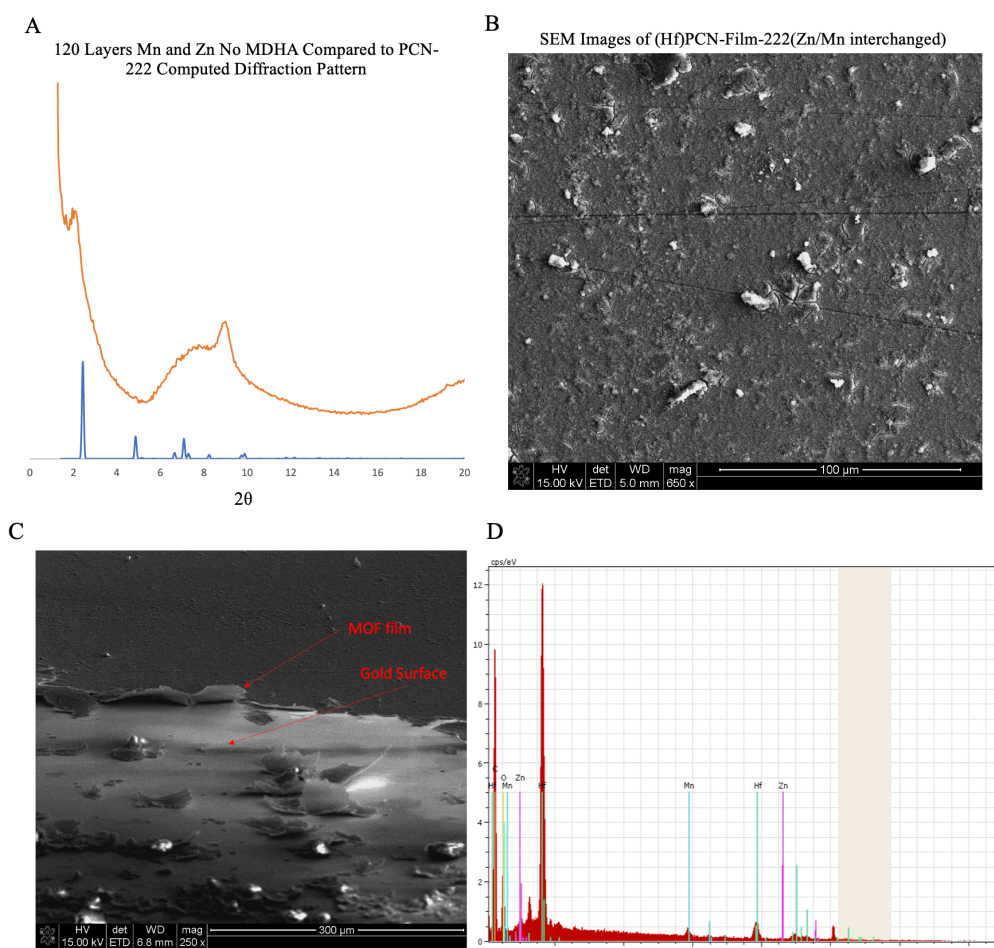 A
120 Layers Mn and Zn No MDHA Compared to PCN-
222 Computed Diffraction Pattern
0 2 4 6 8 10 12 14 16 18 20
2θ
B
SEM Images of (Hf)PCN-Film-222(Zn/Mn interchanged)
HV det WD mag
15.00 kV ETD 5.0 mm 650 x
100 µm
C
MOF film
Gold Surface
HV det WD mag
15.00 kV ETD 6.8 mm 250 x
300 µm
D
cps/eV
12
10
8
6
C
O Zn
Hf Mn Hf Mn Hf Zn
4
2
0